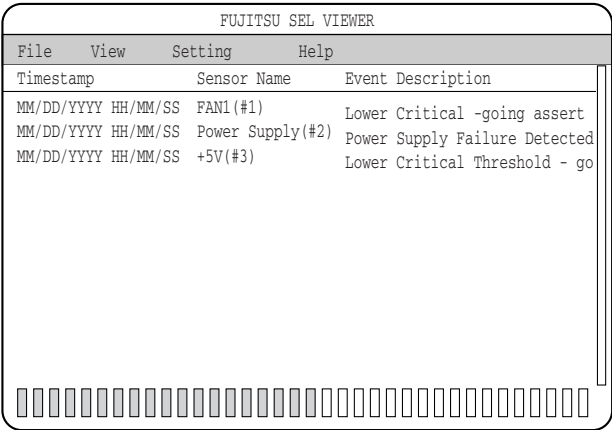 FUJITSU SEL VIEWER
File View Setting Help
Timestamp Sensor Name Event Description
MM/DD/YYYY HH/MM/SS FAN1(#1) Lower Critical -going assert
MM/DD/YYYY HH/MM/SS Power Supply(#2) Power Supply Failure Detected
MM/DD/YYYY HH/MM/SS +5V(#3) Lower Critical Threshold - go